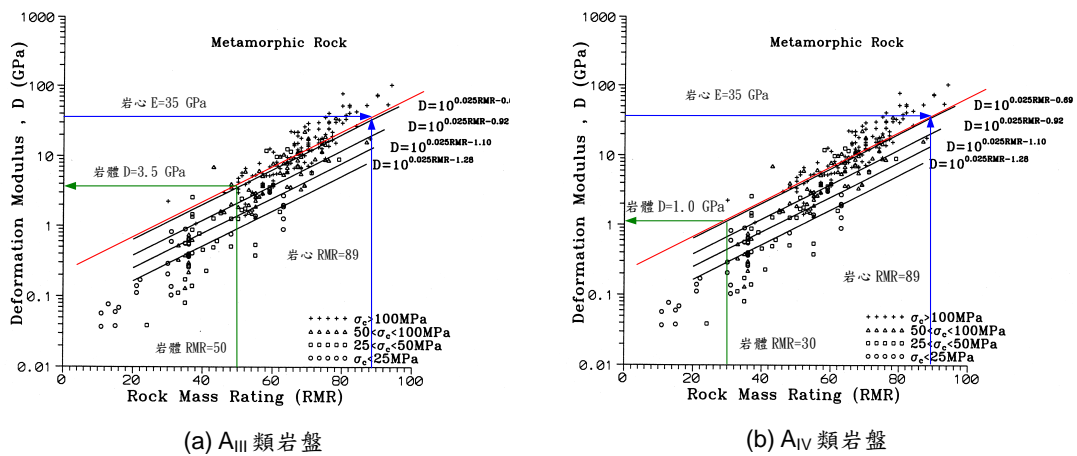 Metamorphic Rock
Deformation Modulus , D (GPa)
1000
100
10
1
0.1
0.01
岩心 E=35 GPa
岩體 D=3.5 GPa
岩心 RMR=89
岩體 RMR=50
D=10^0.025RMR-0.
D=10^0.025RMR-0.92
D=10^0.025RMR-1.10
D=10^0.025RMR-1.28
+ + + + σc>100MPa
△ △ △ △ 50<σc<100MPa
□ □ □ □ 25<σc<50MPa
○ ○ ○ ○ σc<25MPa
0 20 40 60 80 100
Rock Mass Rating (RMR)
(a) AIII 類岩盤
Metamorphic Rock
Deformation Modulus , D (GPa)
1000
100
10
1
0.1
0.01
岩心 E=35 GPa
岩體 D=1.0 GPa
岩心 RMR=89
岩體 RMR=30
D=10^0.025RMR-0.69
D=10^0.025RMR-0.92
D=10^0.025RMR-1.10
D=10^0.025RMR-1.28
+ + + + σc>100MPa
△ △ △ △ 50<σc<100MPa
□ □ □ □ 25<σc<50MPa
○ ○ ○ ○ σc<25MPa
0 20 40 60 80 100
Rock Mass Rating (RMR)
(b) AIV 類岩盤